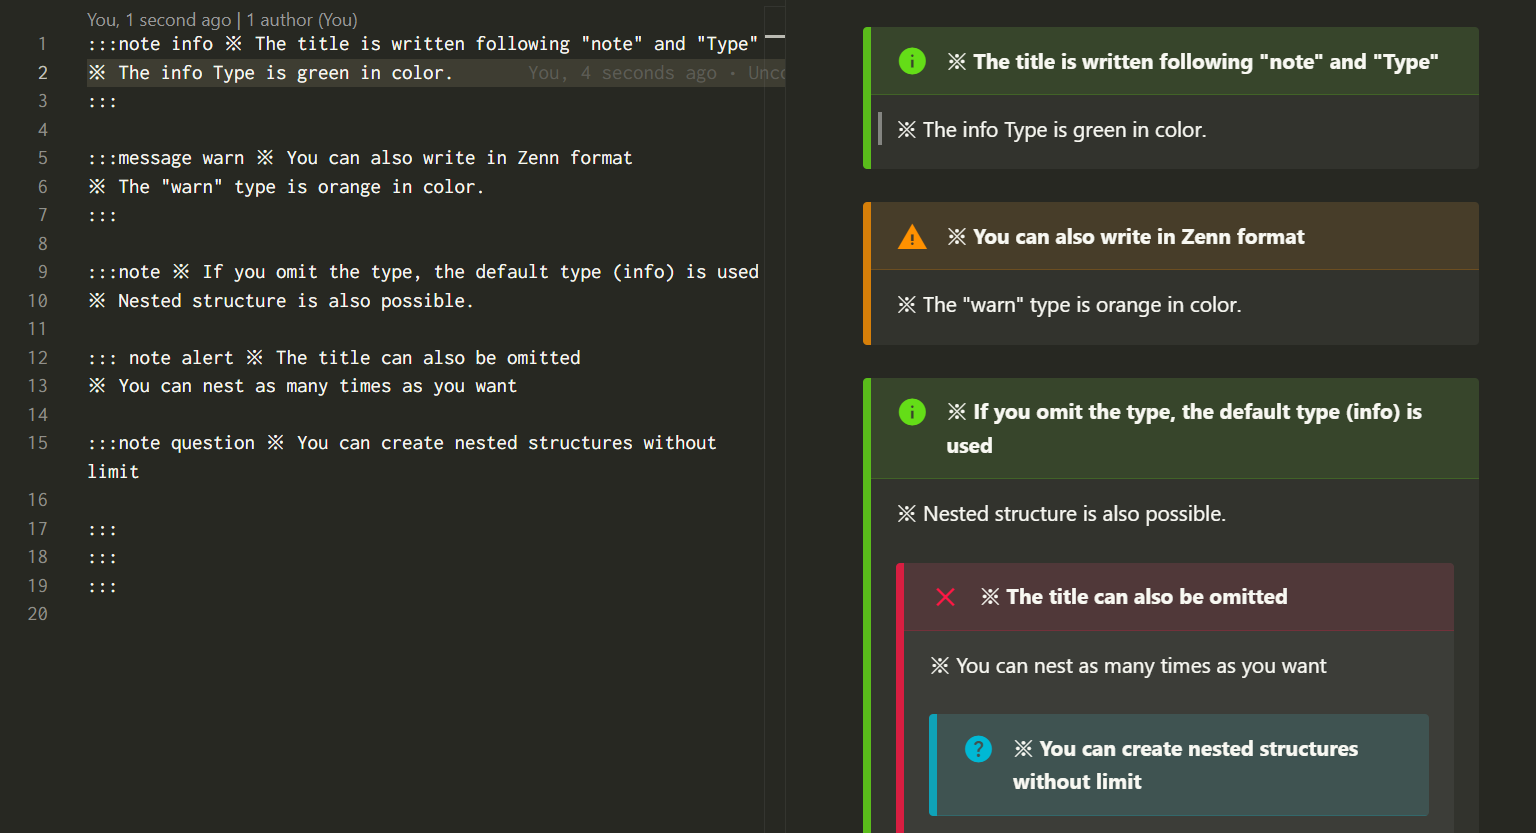 You, 1 second ago | 1 author (You)
1 :::note info ※ The title is written following "note" and "Type"
2 ※ The info Type is green in color. You, 4 seconds ago · Unco
3 :::
4
5 :::message warn ※ You can also write in Zenn format
6 ※ The "warn" type is orange in color.
7 :::
8
9 :::note ※ If you omit the type, the default type (info) is used
10 ※ Nested structure is also possible.
11
12 ::: note alert ※ The title can also be omitted
13 ※ You can nest as many times as you want
14
15 :::note question ※ You can create nested structures without
limit
16
17 :::
18 :::
19 :::
20
※ The title is written following "note" and "Type"
※ The info Type is green in color.
※ You can also write in Zenn format
※ The "warn" type is orange in color.
※ If you omit the type, the default type (info) is
used
※ Nested structure is also possible.
※ The title can also be omitted
※ You can nest as many times as you want
※ You can create nested structures
without limit